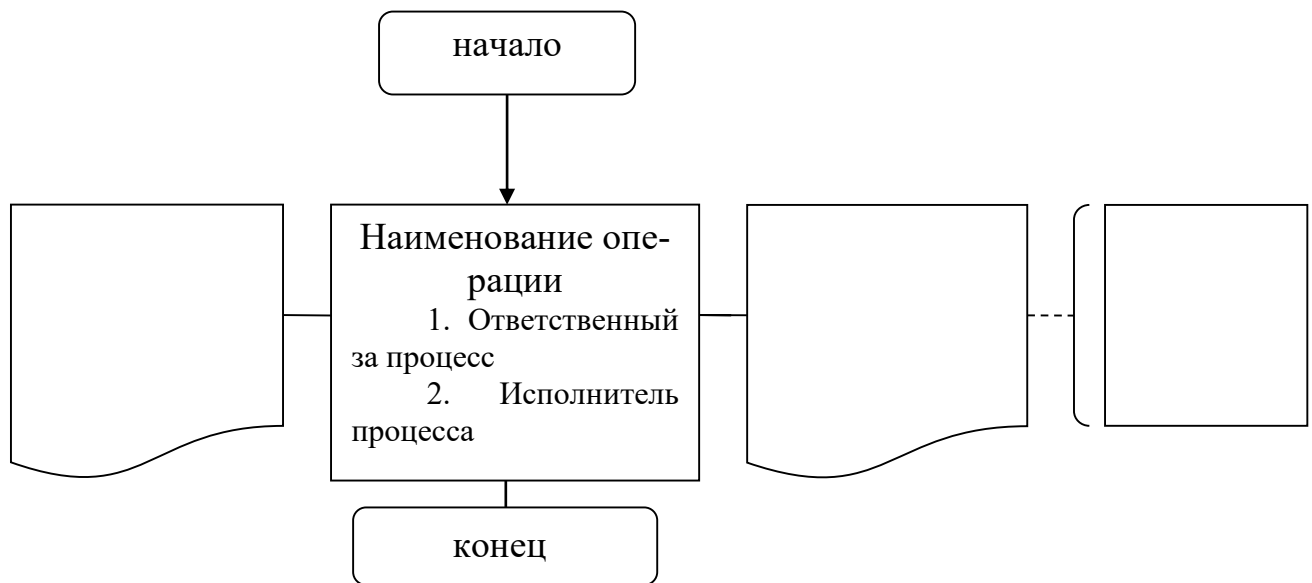 начало
Наименование опе-
рации
1. Ответственный
за процесс
2. Исполнитель
процесса
конец